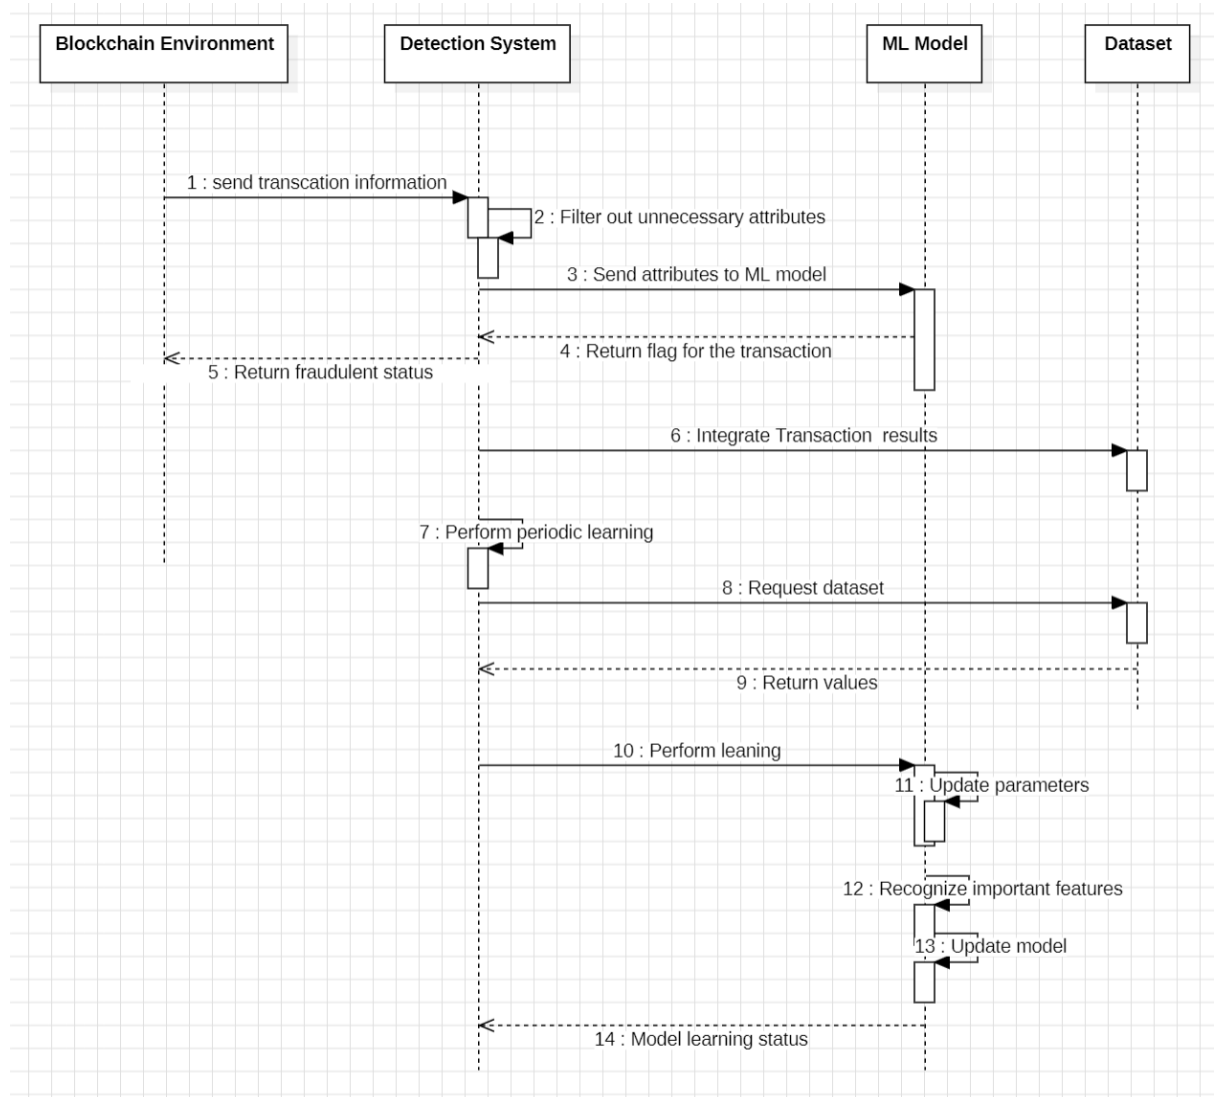 Blockchain Environment
Detection System
ML Model
Dataset
1 : send transcation information
2 : Filter out unnecessary attributes
3 : Send attributes to ML model
4 : Return flag for the transaction
5 : Return fraudulent status
6 : Integrate Transaction  results
7 : Perform periodic learning
8 : Request dataset
9 : Return values
10 : Perform leaning
11 : Update parameters
12 : Recognize important features
13 : Update model
14 : Model learning status